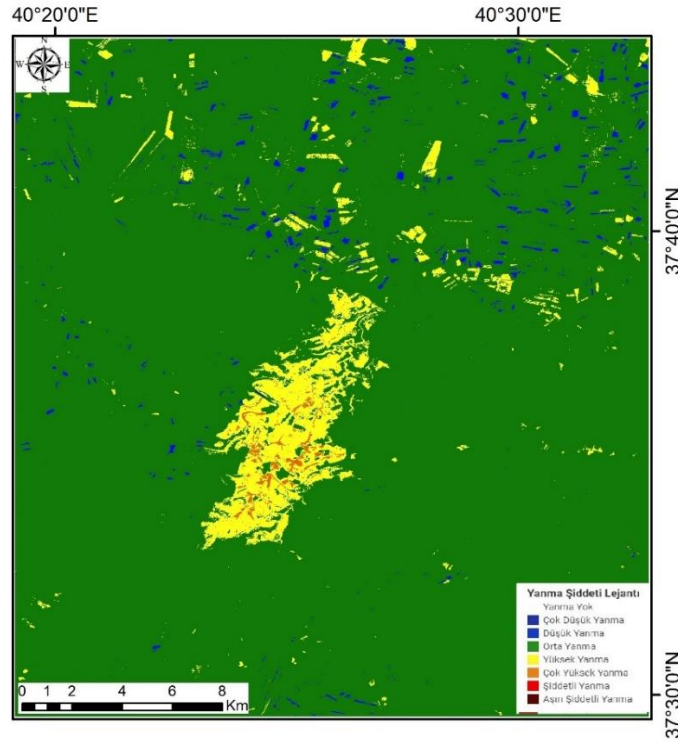 40°20'0"E
40°30'0"E
N
W E
S
37°40'0"N
37°30'0"N
Yanma Şiddeti Lejantı
Yanma Yok
Çok Düşük Yanma
Düşük Yanma
Orta Yanma
Yüksek Yanma
Çok Yüksek Yanma
Şiddetli Yanma
Aşırı Şiddetli Yanma
0 1 2 4 6 8
Km